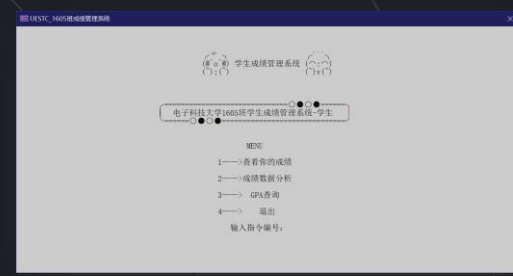 UESTC_1605班成绩管理系统
学生成绩管理系统
电子科技大学1605班学生成绩管理系统-学生
MENU
1——>查看你的成绩
2——>成绩数据分析
3——> GPA查询
4——> 退出
输入指令编号: